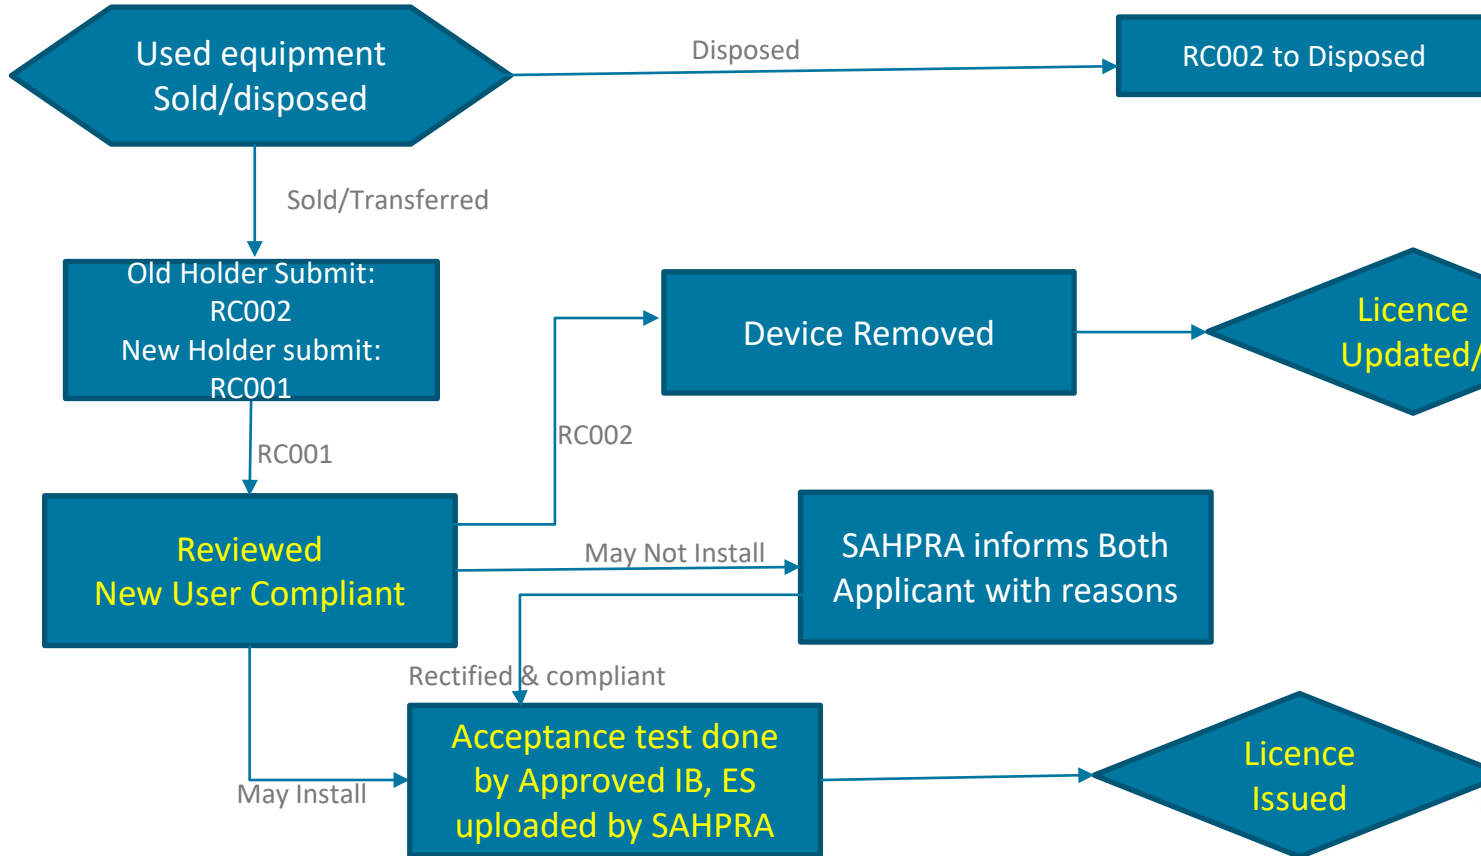 Used equipment
Sold/disposed
Disposed
RC002 to Disposed
Sold/Transferred
Old Holder Submit:
RC002
New Holder submit:
RC001
Device Removed
Licence
Updated/
RC001
RC002
Reviewed
New User Compliant
May Not Install
SAHPRA informs Both
Applicant with reasons
Rectified & compliant
May Install
Acceptance test done
by Approved IB, ES
uploaded by SAHPRA
Licence
Issued